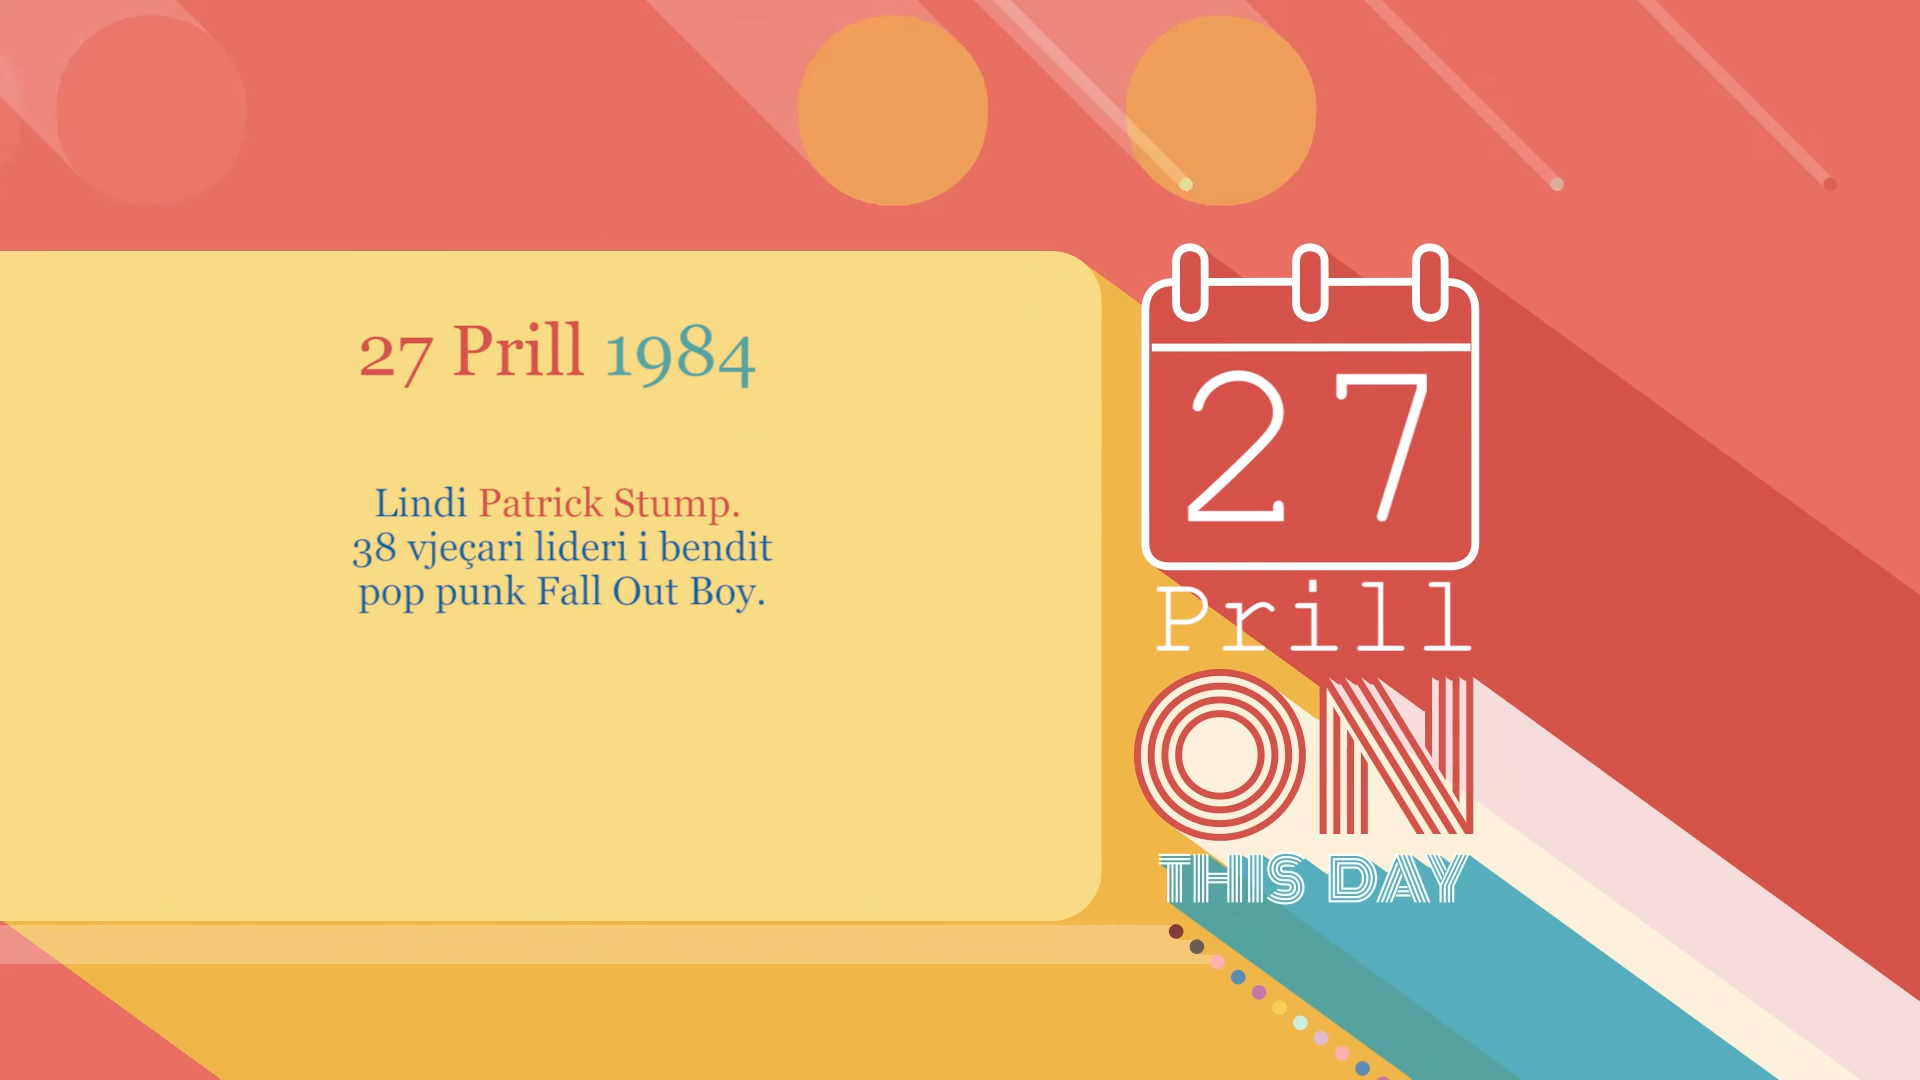 27 Prill 1984
Lindi Patrick Stump.
38 vjeçari lideri i bendit
pop punk Fall Out Boy.
27
Prill
ON
THIS DAY